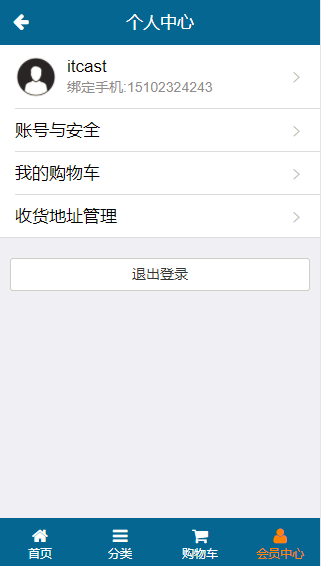 个人中心
itcast
绑定手机:15102324243
账号与安全
我的购物车
收货地址管理
退出登录
首页 分类 购物车 会员中心